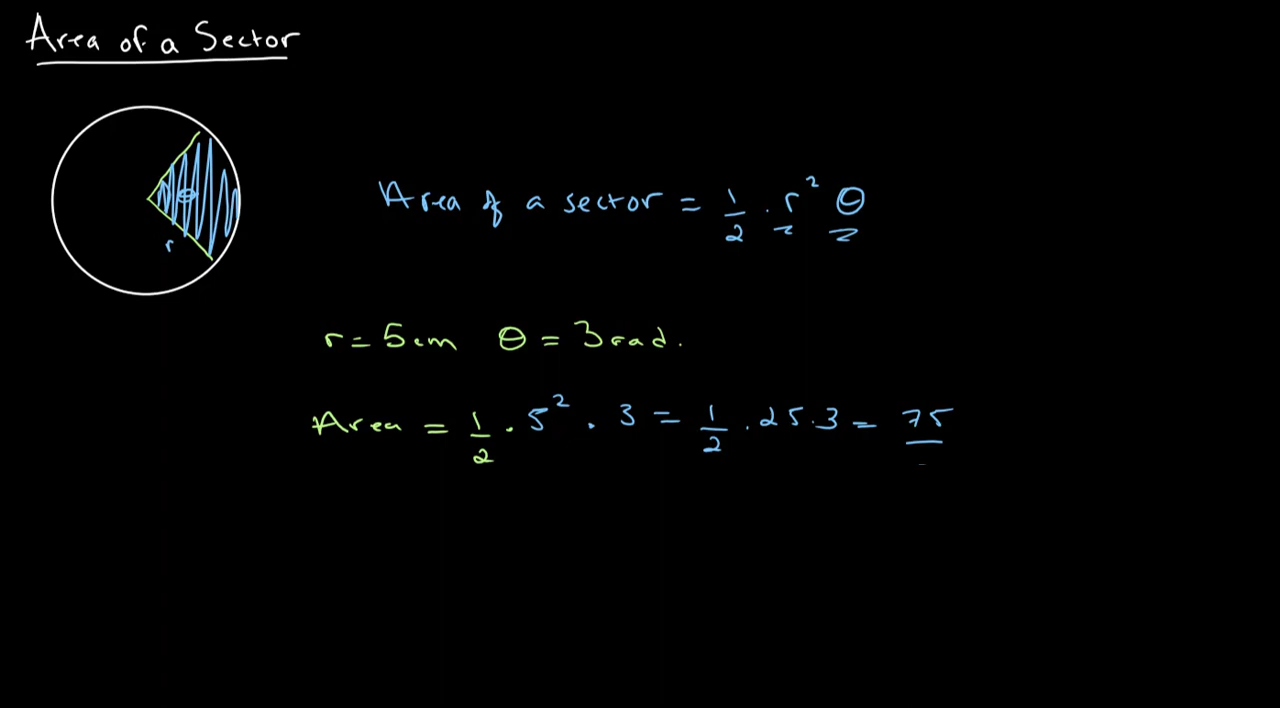 Area of a Sector
θ
r
Area of a sector = 1/2 . r² θ
r = 5cm θ = 3rad.
Area = 1/2 . 5² . 3 = 1/2 . 25.3 = 75/